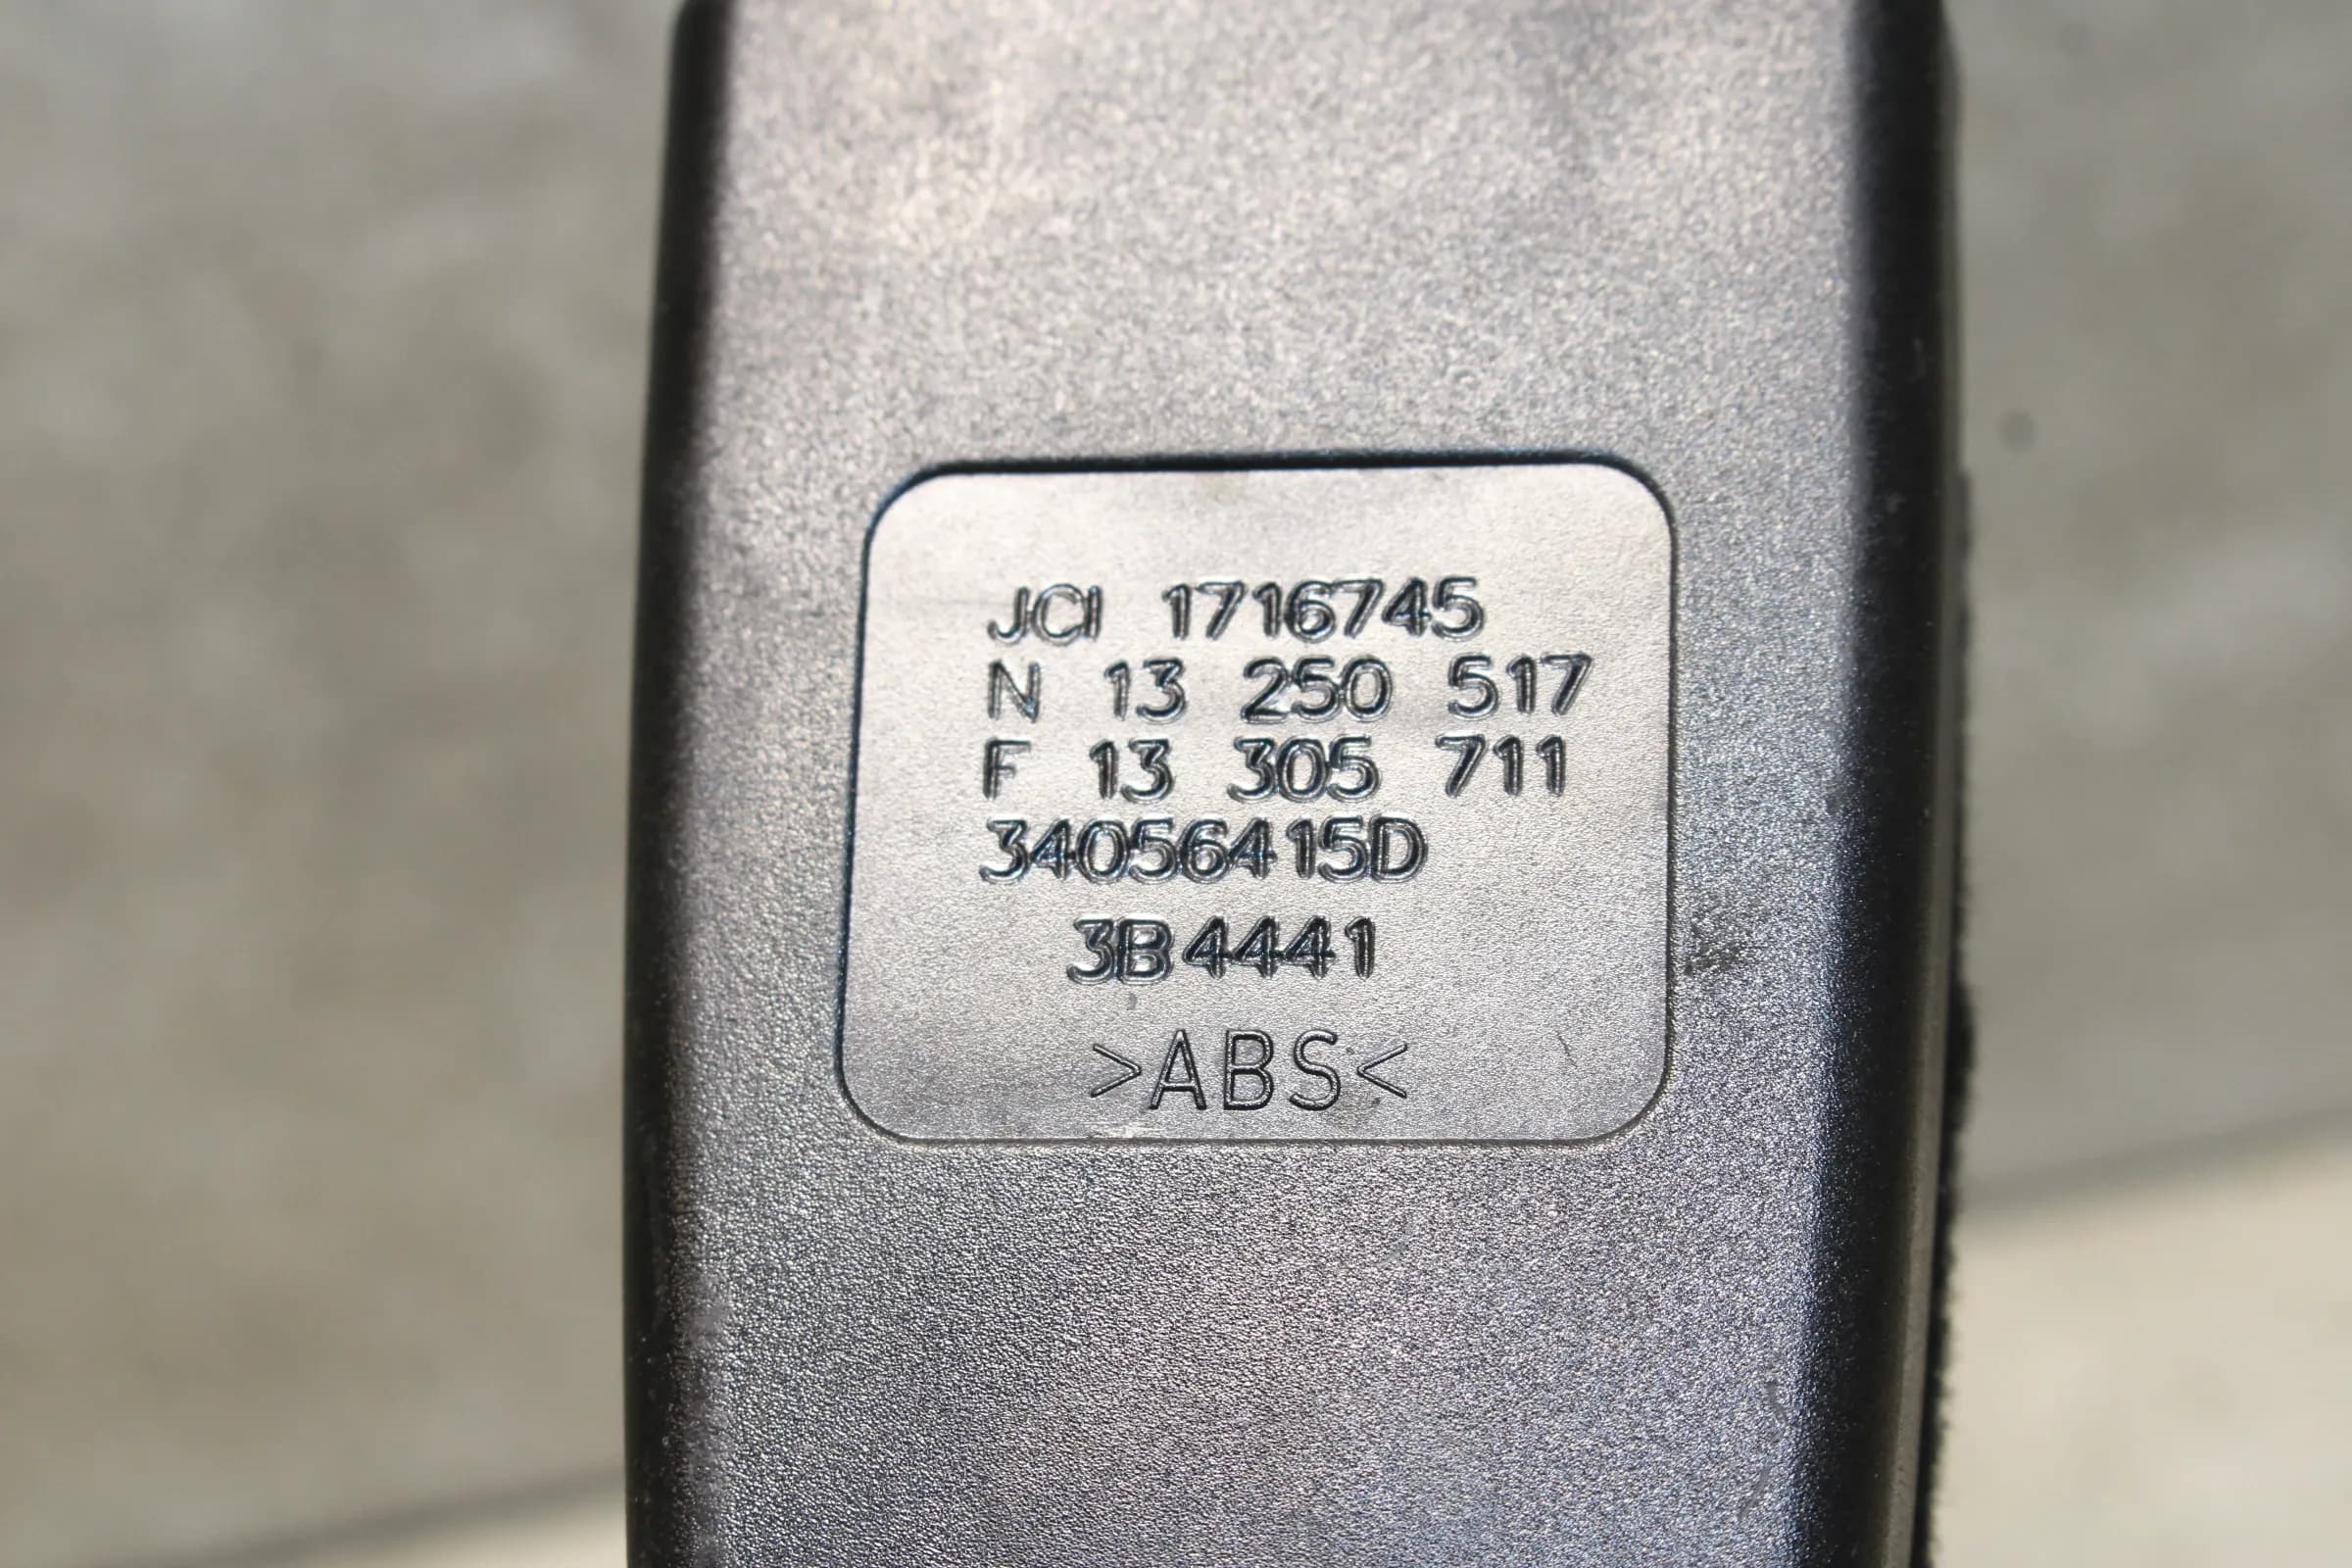 JCI 1716745
N 13 250 517
F 13 305 711
34056415D
3B4441
>ABS<